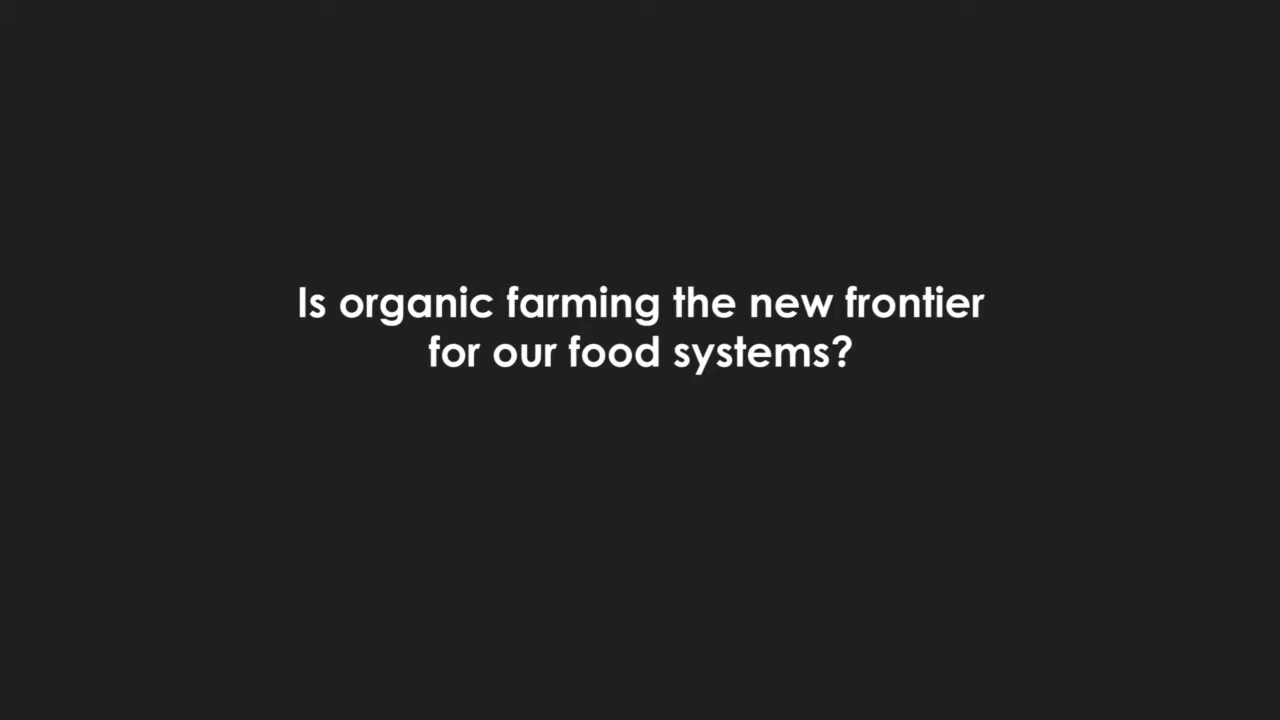 Is organic farming the new frontier
for our food systems?